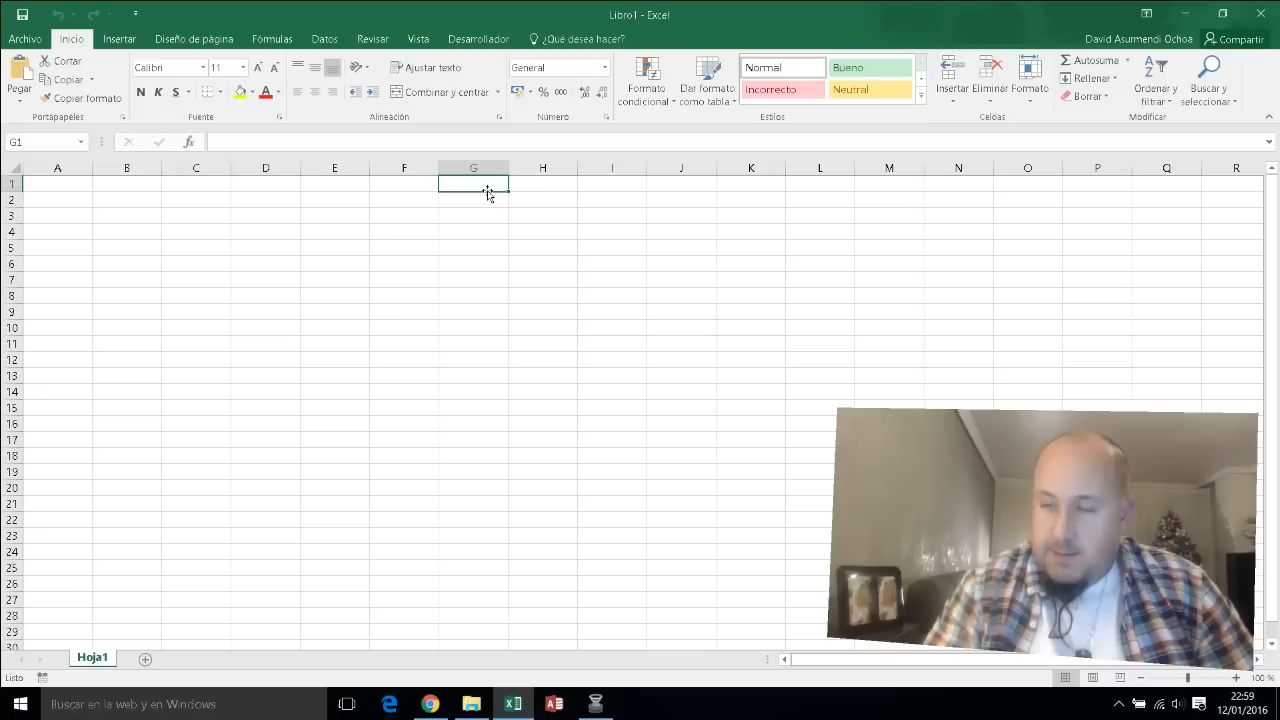 Libro1 - Excel
Archivo Inicio Insertar Diseño de página Fórmulas Datos Revisar Vista Desarrollador ¿Qué desea hacer? David Asurmendi Ochoa Compartir
Pegar
Cortar
Copiar
Copiar formato
Portapapeles
Calibri 11
N K S
Fuente
Ajustar texto
Combinar y centrar
Alineación
General
% 000
Número
Formato condicional
Dar formato como tabla
Normal Bueno
Incorrecto Neutral
Estilos
Insertar Eliminar Formato
Celdas
Autosuma
Rellenar
Borrar
Ordenar y filtrar
Buscar y seleccionar
Modificar
G1 fx
A B C D E F G H I J K L M N O P Q R
1
2
3
4
5
6
7
8
9
10
11
12
13
14
15
16
17
18
19
20
21
22
23
24
25
26
27
28
29
30
Hoja1
Listo 100 %
Buscar en la web y en Windows
22:59
12/01/2016